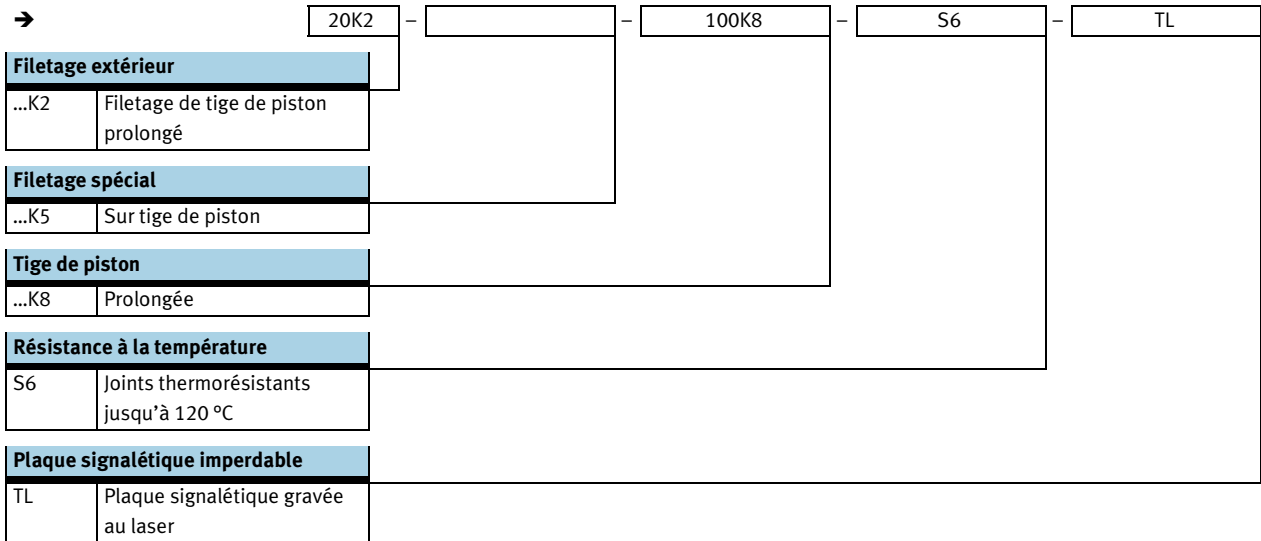 ➔ 20K2 – – 100K8 – S6 – TL
Filetage extérieur
...K2 Filetage de tige de piston
prolongé
Filetage spécial
...K5 Sur tige de piston
Tige de piston
...K8 Prolongée
Résistance à la température
S6 Joints thermorésistants
jusqu'à 120 °C
Plaque signalétique imperdable
TL Plaque signalétique gravée
au laser